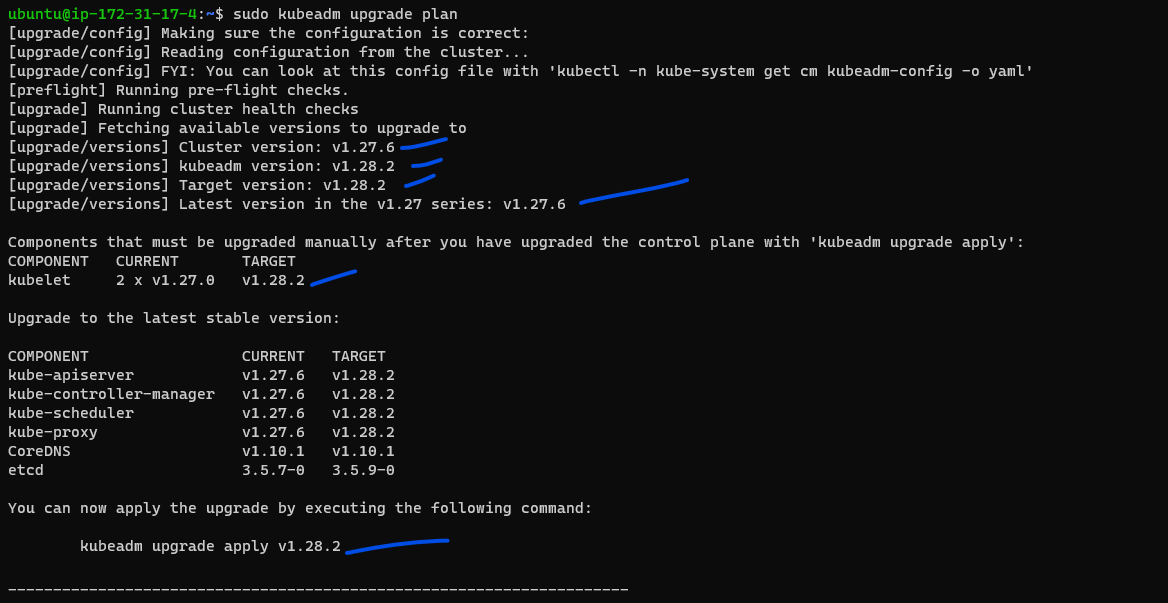 ubuntu@ip-172-31-17-4:~$ sudo kubeadm upgrade plan
[upgrade/config] Making sure the configuration is correct:
[upgrade/config] Reading configuration from the cluster...
[upgrade/config] FYI: You can look at this config file with 'kubectl -n kube-system get cm kubeadm-config -o yaml'
[preflight] Running pre-flight checks.
[upgrade] Running cluster health checks
[upgrade] Fetching available versions to upgrade to
[upgrade/versions] Cluster version: v1.27.6
[upgrade/versions] kubeadm version: v1.28.2
[upgrade/versions] Target version: v1.28.2
[upgrade/versions] Latest version in the v1.27 series: v1.27.6
Components that must be upgraded manually after you have upgraded the control plane with 'kubeadm upgrade apply':
COMPONENT   CURRENT       TARGET
kubelet     2 x v1.27.0   v1.28.2
Upgrade to the latest stable version:
COMPONENT                 CURRENT   TARGET
kube-apiserver            v1.27.6   v1.28.2
kube-controller-manager   v1.27.6   v1.28.2
kube-scheduler            v1.27.6   v1.28.2
kube-proxy                v1.27.6   v1.28.2
CoreDNS                   v1.10.1   v1.10.1
etcd                      3.5.7-0   3.5.9-0
You can now apply the upgrade by executing the following command:
kubeadm upgrade apply v1.28.2
_____________________________________________________________________